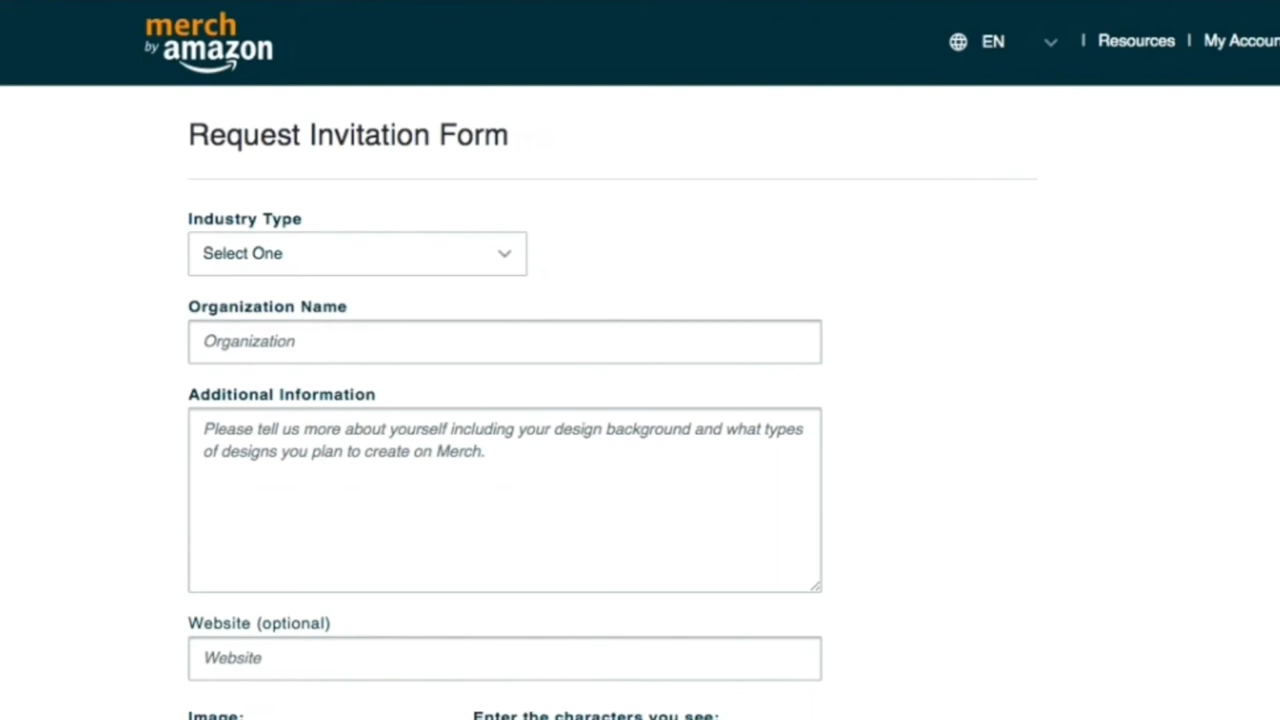 merch
by amazon
EN | Resources | My Accoun
Request Invitation Form
Industry Type
Select One
Organization Name
Organization
Additional Information
Please tell us more about yourself including your design background and what types
of designs you plan to create on Merch.
Website (optional)
Website
Image: Enter the characters you see: